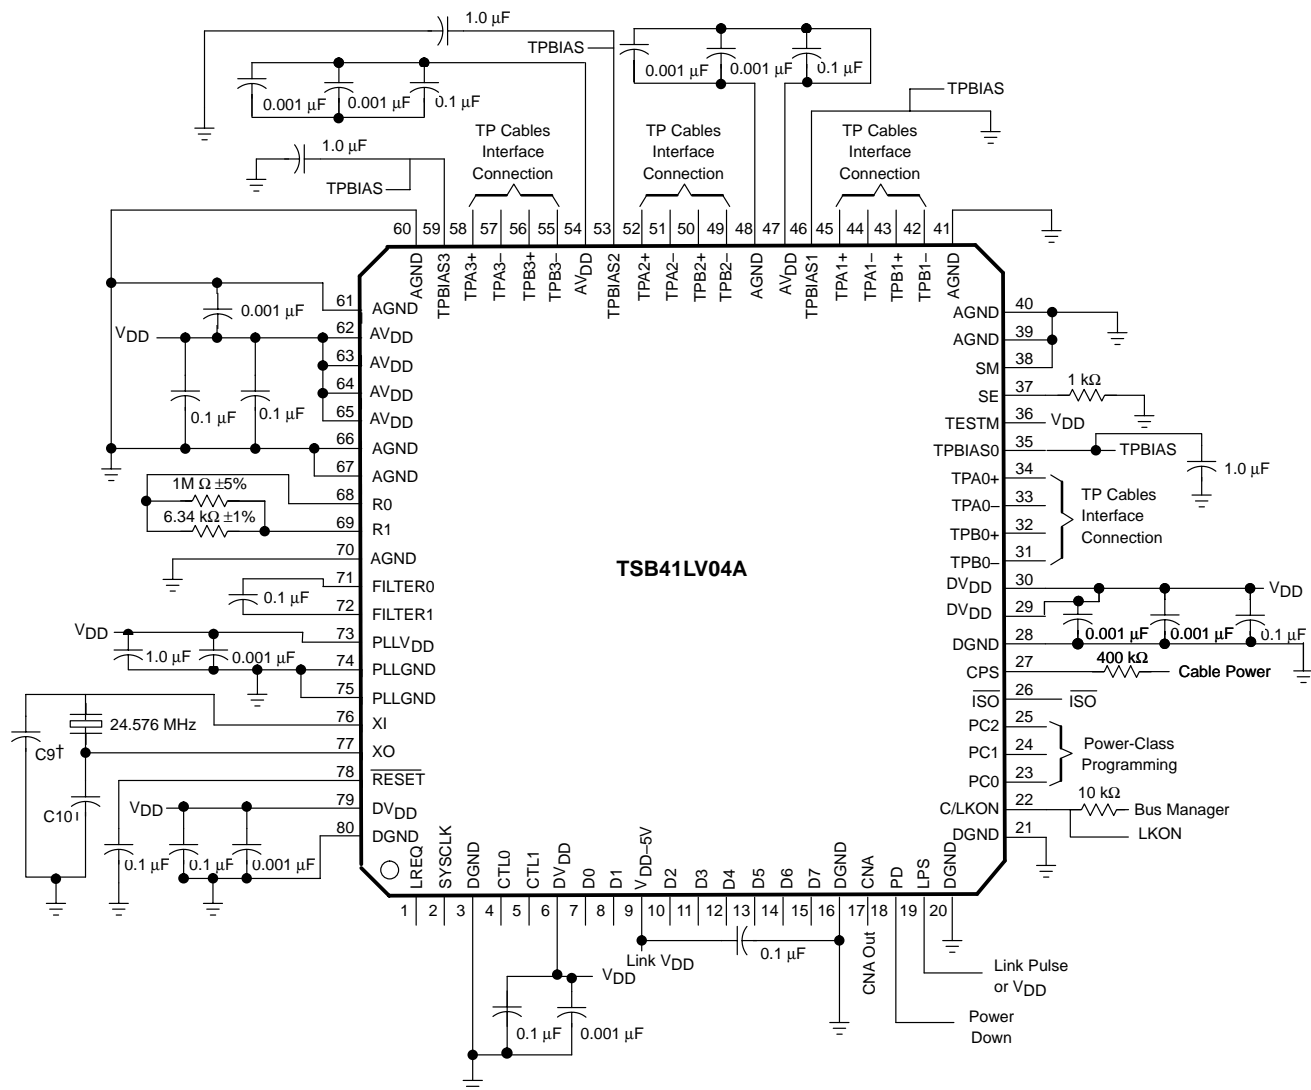 1.0 μF
TPBIAS
0.001 μF
0.001 μF
0.1 μF
0.001 μF
0.001 μF
0.1 μF
TPBIAS
1.0 μF
TPBIAS
TP Cables
Interface
Connection
TP Cables
Interface
Connection
TP Cables
Interface
Connection
60 59 58 57 56 55 54 53 52 51 50 49 48 47 46 45 44 43 42 41
AGND
TPBIAS3
TPA3+
TPA3–
TPB3+
TPB3–
AVDD
TPBIAS2
TPA2+
TPA2–
TPB2+
TPB2–
AGND
AVDD
TPBIAS1
TPA1+
TPA1–
TPB1+
TPB1–
AGND
61 AGND
0.001 μF
VDD
62 AVDD
63 AVDD
64 AVDD
65 AVDD
0.1 μF
0.1 μF
66 AGND
67 AGND
1M Ω ±5%
68 R0
6.34 kΩ ±1%
69 R1
70 AGND
71 FILTER0
0.1 μF
72 FILTER1
VDD
73 PLLVDD
1.0 μF
0.001 μF
74 PLLGND
75 PLLGND
76 XI
24.576 MHz
C9†
77 XO
78 RESET
VDD
79 DVDD
C10
80 DGND
0.1 μF
0.1 μF
0.001 μF
TSB41LV04A
AGND 40
AGND 39
SM 38
SE 37
1 kΩ
TESTM 36
VDD
TPBIAS0 35
TPBIAS
1.0 μF
TPA0+ 34
TPA0– 33
TPB0+ 32
TPB0– 31
TP Cables
Interface
Connection
DVDD 30
VDD
DVDD 29
0.001 μF
0.001 μF
0.1 μF
DGND 28
CPS 27
400 kΩ
Cable Power
ISO 26
ISO
PC2 25
PC1 24
PC0 23
Power-Class
Programming
C/LKON 22
10 kΩ
Bus Manager
LKON
DGND 21
LREQ
SYSCLK
DGND
CTL0
CTL1
DVDD
D0
D1
VDD–5V
D2
D3
D4
D5
D6
D7
DGND
CNA
PD
LPS
DGND
1 2 3 4 5 6 7 8 9 10 11 12 13 14 15 16 17 18 19 20
Link VDD
0.1 μF
CNA Out
VDD
0.1 μF
0.001 μF
Link Pulse
or VDD
Power
Down